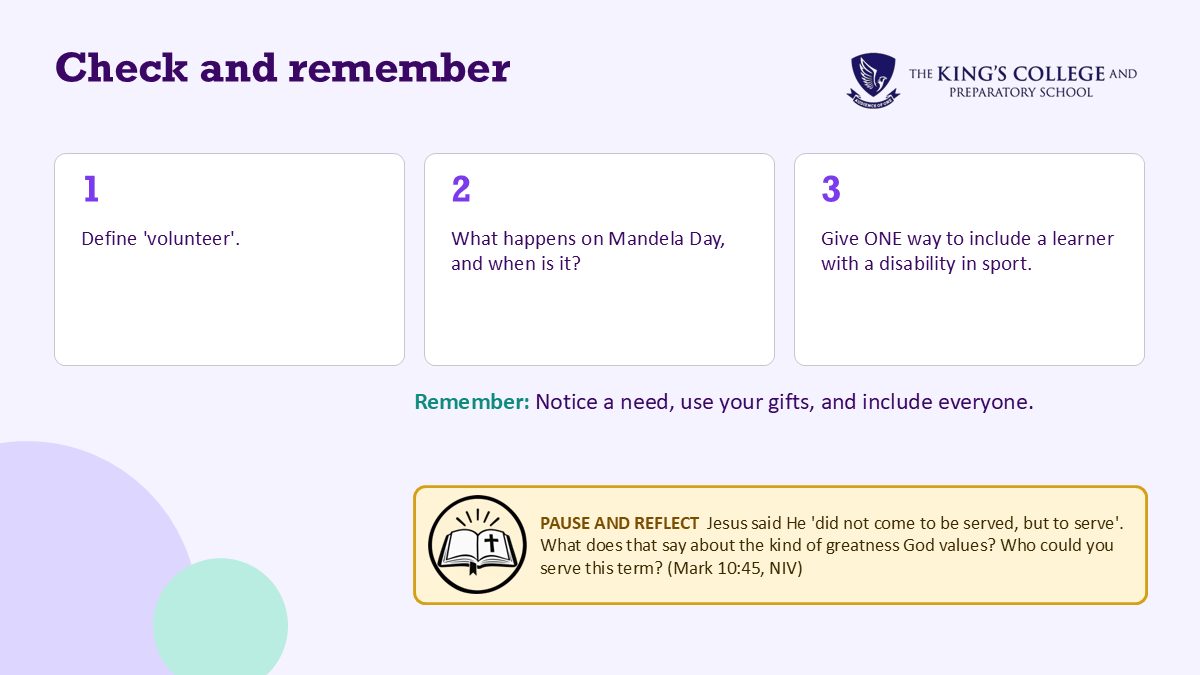 Check and remember
THE KING'S COLLEGE AND
PREPARATORY SCHOOL
AUDIENCE OF ONE
1
Define 'volunteer'.
2
What happens on Mandela Day,
and when is it?
3
Give ONE way to include a learner
with a disability in sport.
Remember: Notice a need, use your gifts, and include everyone.
PAUSE AND REFLECT Jesus said He 'did not come to be served, but to serve'.
What does that say about the kind of greatness God values? Who could you
serve this term? (Mark 10:45, NIV)